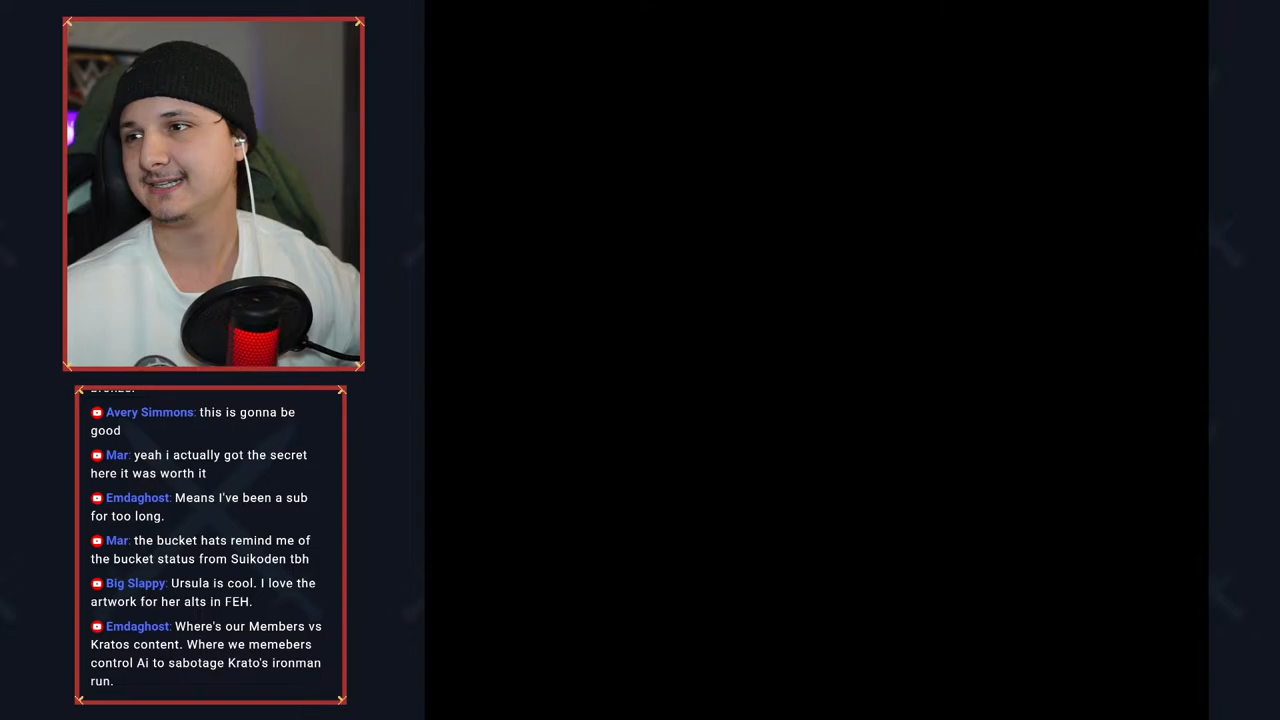 Avery Simmons: this is gonna be
good
Mar: yeah i actually got the secret
here it was worth it
Emdaghost: Means I've been a sub
for too long.
Mar: the bucket hats remind me of
the bucket status from Suikoden tbh
Big Slappy: Ursula is cool. I love the
artwork for her alts in FEH.
Emdaghost: Where's our Members vs
Kratos content. Where we memebers
control Ai to sabotage Krato's ironman
run.